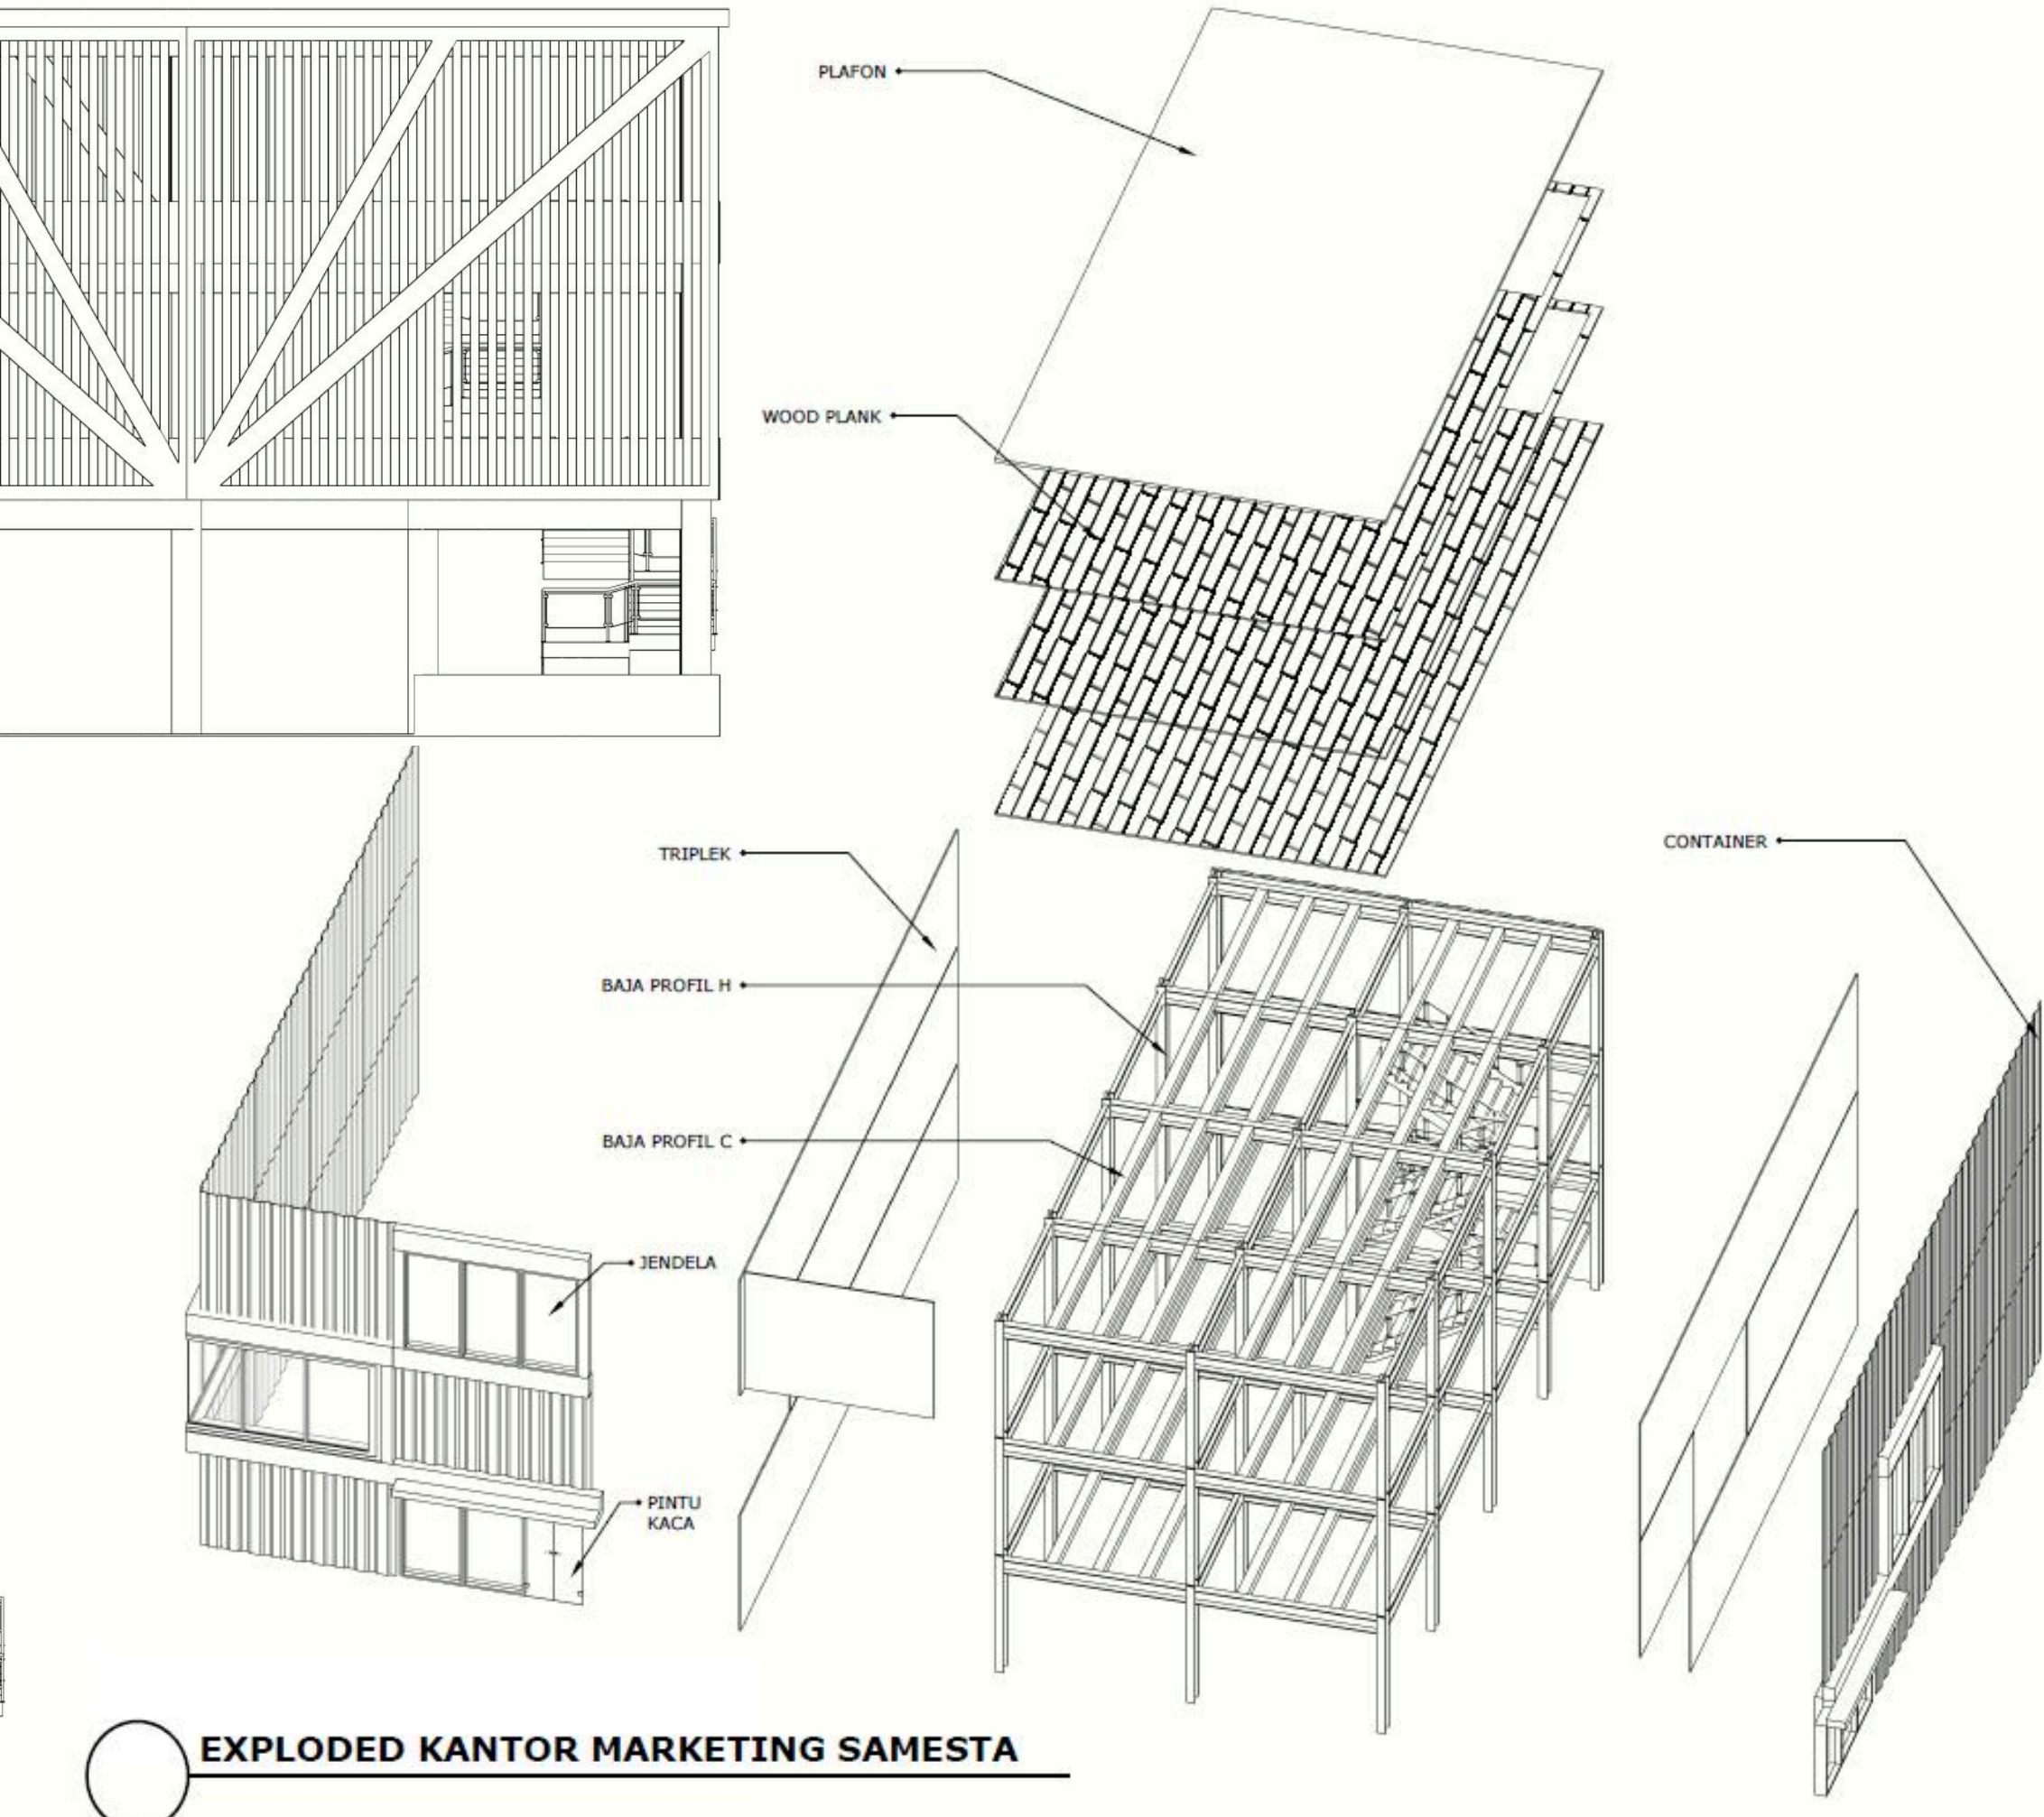 PLAFON
WOOD PLANK
TRIPLEK
CONTAINER
BAJA PROFIL H
BAJA PROFIL C
JENDELA
PINTU
KACA
EXPLODED KANTOR MARKETING SAMESTA